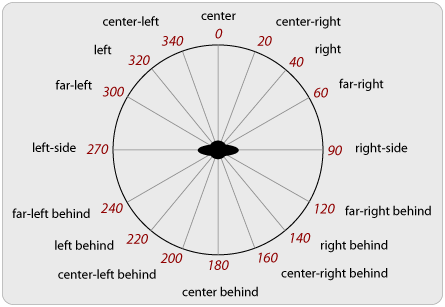 center
center-left
center-right
0
340
20
left
right
320
40
far-left
far-right
300
60
left-side
270
90
right-side
240
120
far-left behind
far-right behind
220
140
left behind
right behind
200
160
180
center-left behind
center-right behind
center behind